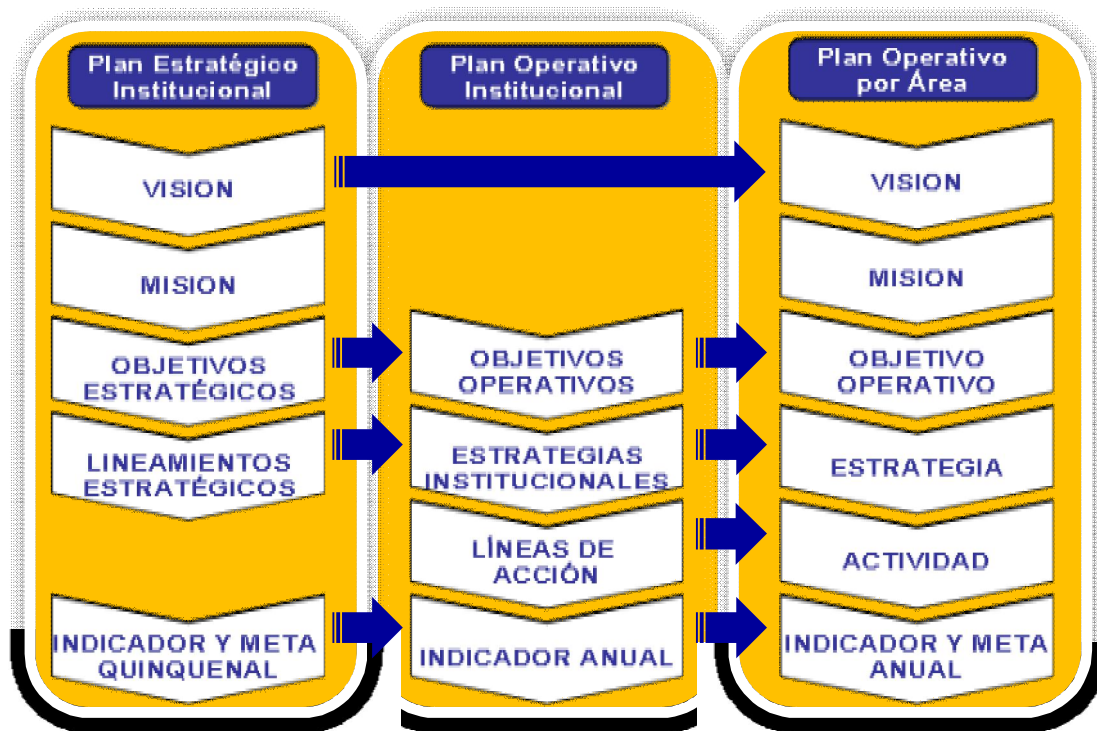 Plan Estratégico
Institucional
VISION
MISION
OBJETIVOS
ESTRATÉGICOS
LINEAMIENTOS
ESTRATÉGICOS
INDICADOR Y META
QUINQUENAL
Plan Operativo
Institucional
OBJETIVOS
OPERATIVOS
ESTRATEGIAS
INSTITUCIONALES
LÍNEAS DE
ACCIÓN
INDICADOR ANUAL
Plan Operativo
por Área
VISION
MISION
OBJETIVO
OPERATIVO
ESTRATEGIA
ACTIVIDAD
INDICADOR Y META
ANUAL